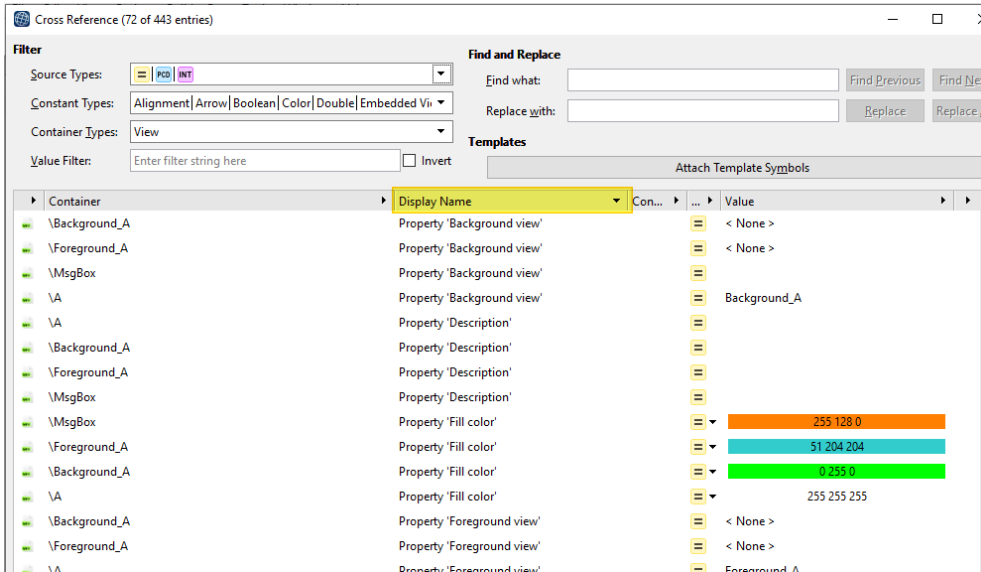 Cross Reference (72 of 443 entries)
Filter
Source Types: = PCD INT
Constant Types: Alignment| Arrow| Boolean| Color| Double| Embedded Vi
Container Types: View
Value Filter: Enter filter string here Invert
Find and Replace
Find what: Find Previous Find Ne
Replace with: Replace Replace
Templates
Attach Template Symbols
Container Display Name Con... ... Value
\Background_A Property 'Background view' = < None >
\Foreground_A Property 'Background view' = < None >
\MsgBox Property 'Background view' =
\A Property 'Background view' = Background_A
\A Property 'Description' =
\Background_A Property 'Description' =
\Foreground_A Property 'Description' =
\MsgBox Property 'Description' =
\MsgBox Property 'Fill color' = 255 128 0
\Foreground_A Property 'Fill color' = 51 204 204
\Background_A Property 'Fill color' = 0 255 0
\A Property 'Fill color' = 255 255 255
\Background_A Property 'Foreground view' = < None >
\Foreground_A Property 'Foreground view' = < None >
\A Property 'Foreground view' = Foreground_A